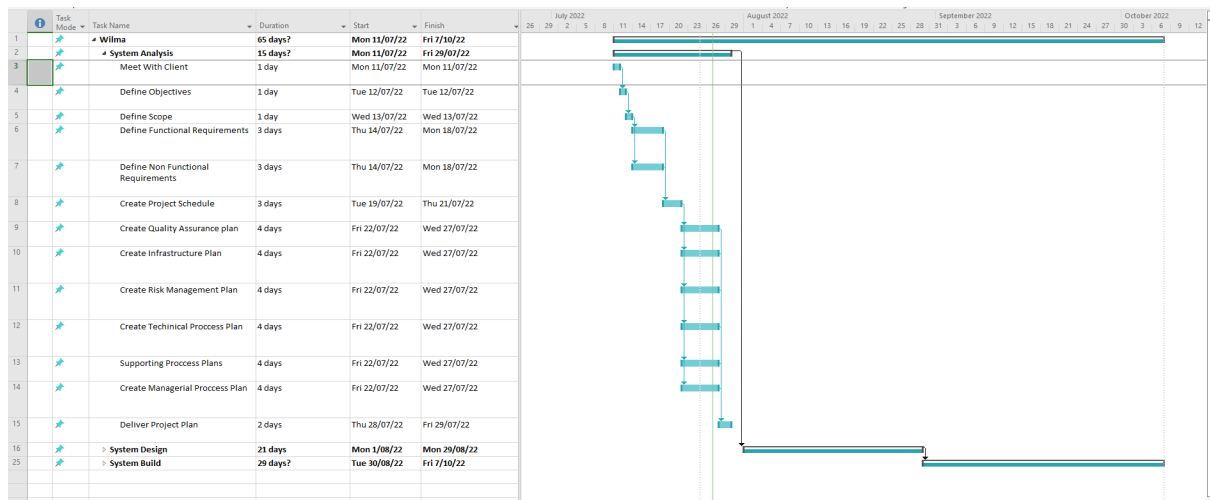 Task Mode Task Name Duration Start Finish
July 2022 August 2022 September 2022 October 2022
26 29 2 5 8 11 14 17 20 23 26 29 1 4 7 10 13 16 19 22 25 28 31 3 6 9 12 15 18 21 24 27 30 3 6 9 12
1 Wilma 65 days? Mon 11/07/22 Fri 7/10/22
2 System Analysis 15 days? Mon 11/07/22 Fri 29/07/22
3 Meet With Client 1 day Mon 11/07/22 Mon 11/07/22
4 Define Objectives 1 day Tue 12/07/22 Tue 12/07/22
5 Define Scope 1 day Wed 13/07/22 Wed 13/07/22
6 Define Functional Requirements 3 days Thu 14/07/22 Mon 18/07/22
7 Define Non Functional 3 days Thu 14/07/22 Mon 18/07/22
Requirements
8 Create Project Schedule 3 days Tue 19/07/22 Thu 21/07/22
9 Create Quality Assurance plan 4 days Fri 22/07/22 Wed 27/07/22
10 Create Infrastructure Plan 4 days Fri 22/07/22 Wed 27/07/22
11 Create Risk Management Plan 4 days Fri 22/07/22 Wed 27/07/22
12 Create Techinical Proccess Plan 4 days Fri 22/07/22 Wed 27/07/22
13 Supporting Proccess Plans 4 days Fri 22/07/22 Wed 27/07/22
14 Create Managerial Proccess Plan 4 days Fri 22/07/22 Wed 27/07/22
15 Deliver Project Plan 2 days Thu 28/07/22 Fri 29/07/22
16 System Design 21 days Mon 1/08/22 Mon 29/08/22
25 System Build 29 days? Tue 30/08/22 Fri 7/10/22